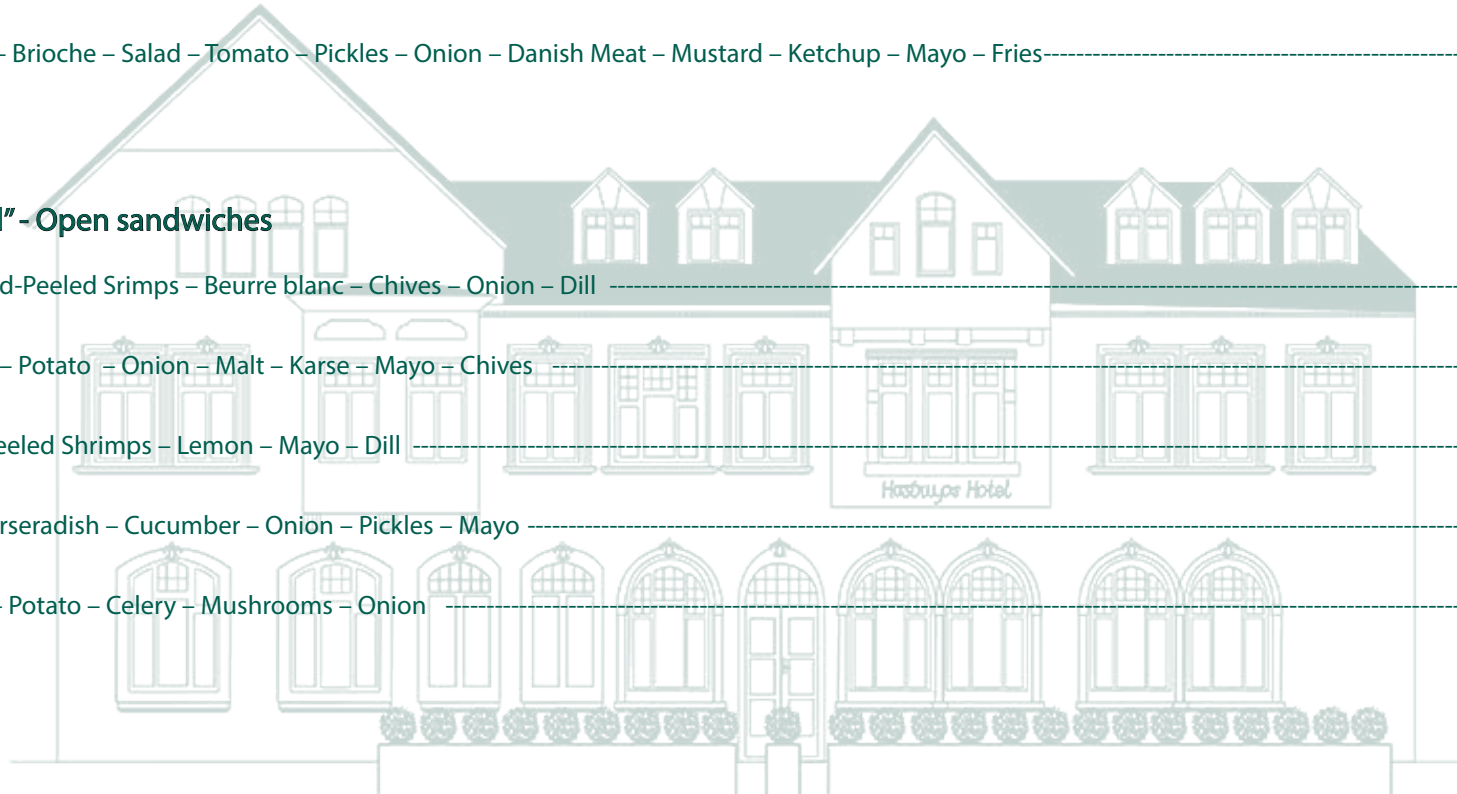 – Brioche – Salad – Tomato – Pickles – Onion – Danish Meat – Mustard – Ketchup – Mayo – Fries
” - Open sandwiches
d-Peeled Srimps – Beurre blanc – Chives – Onion – Dill
– Potato – Onion – Malt – Karse – Mayo – Chives
eeled Shrimps – Lemon – Mayo – Dill
rseradish – Cucumber – Onion – Pickles – Mayo
Hastrups Hotel
– Potato – Celery – Mushrooms – Onion